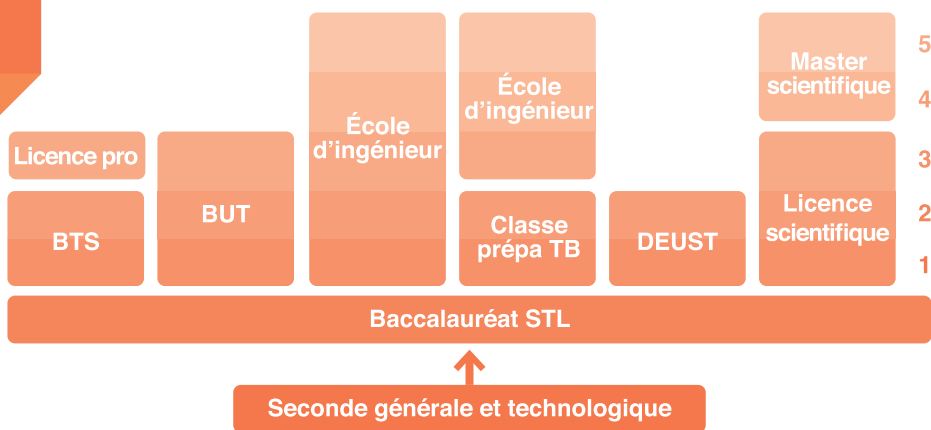 École
d'ingénieur
École
d'ingénieur
Master
scientifique
5
4
Licence pro
3
BTS
BUT
Classe
prépa TB
DEUST
Licence
scientifique
2
1
Baccalauréat STL
Seconde générale et technologique